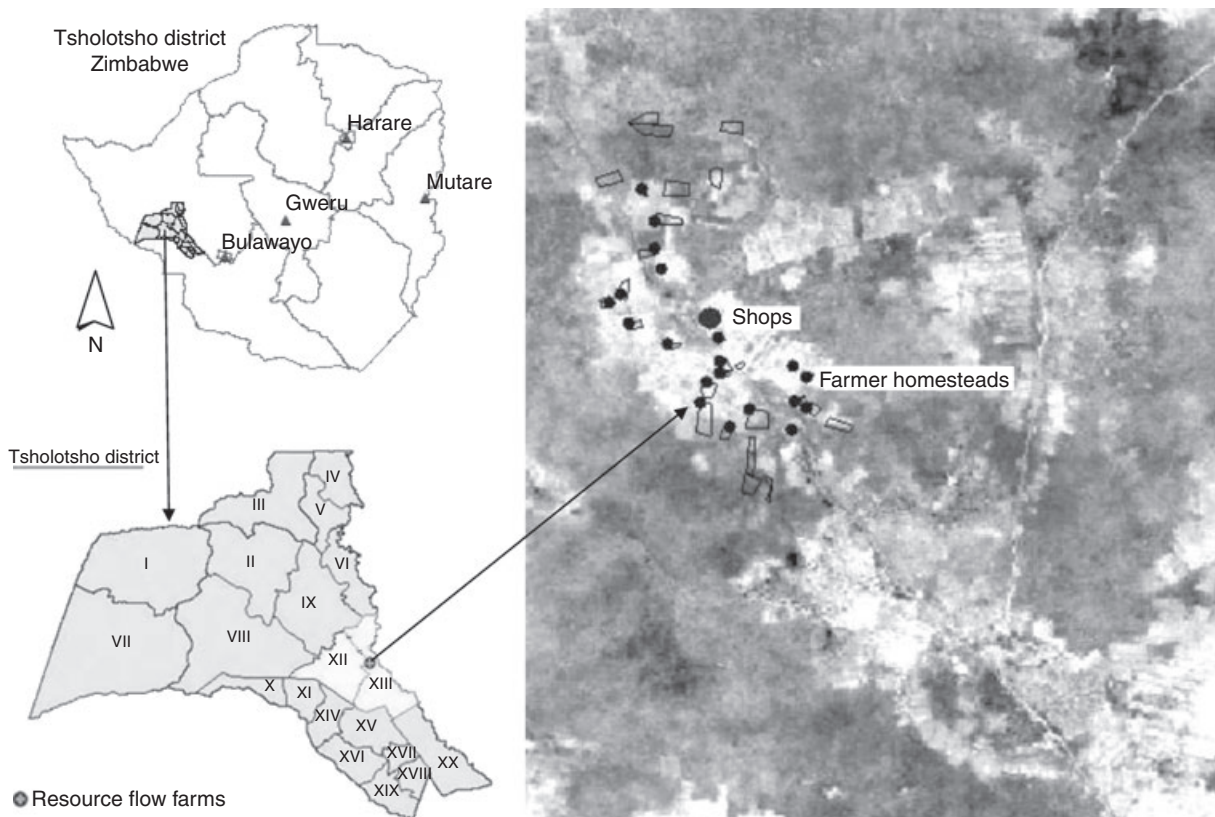 Tsholotsho district
Zimbabwe
Harare
Mutare
Gweru
Bulawayo
N
Tsholotsho district
IV
III
V
I
II
VI
IX
VII
VIII
XII
X
XI
XIII
XIV
XV
XVI
XVII
XX
XVIII
XIX
Resource flow farms
Shops
Farmer homesteads